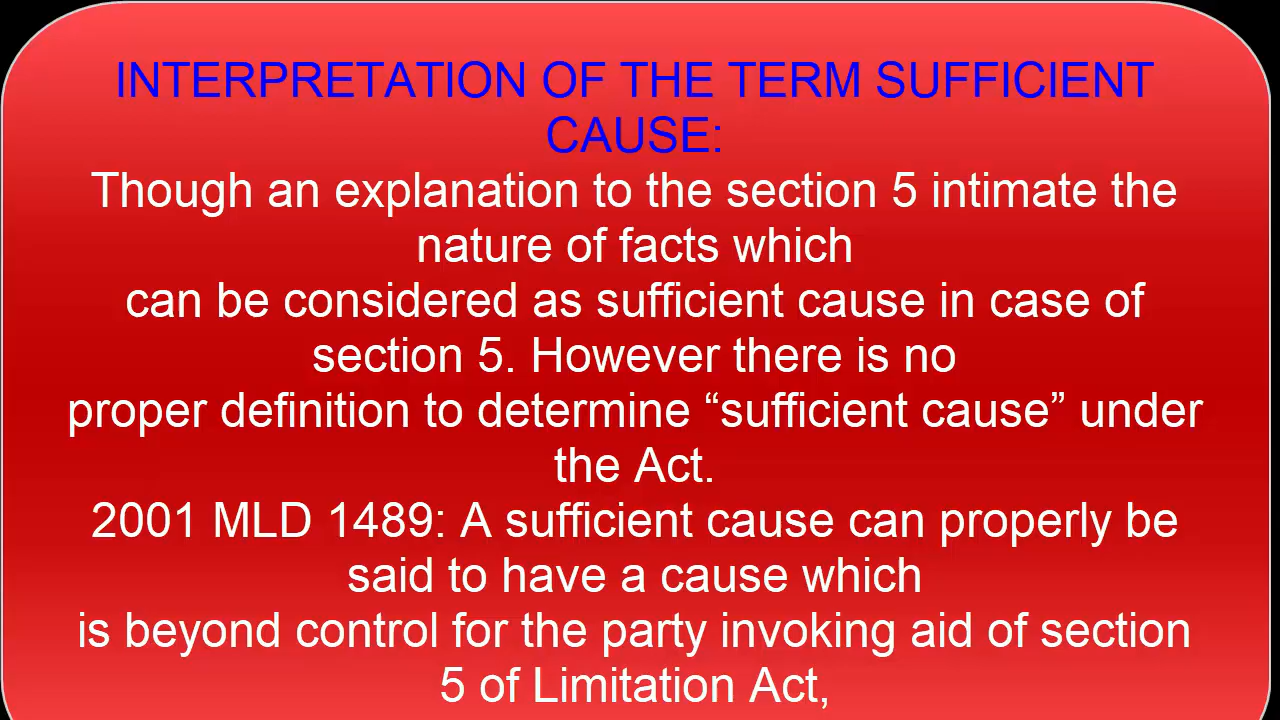 INTERPRETATION OF THE TERM SUFFICIENT
CAUSE:
Though an explanation to the section 5 intimate the
nature of facts which
can be considered as sufficient cause in case of
section 5. However there is no
proper definition to determine “sufficient cause” under
the Act.
2001 MLD 1489: A sufficient cause can properly be
said to have a cause which
is beyond control for the party invoking aid of section
5 of Limitation Act,